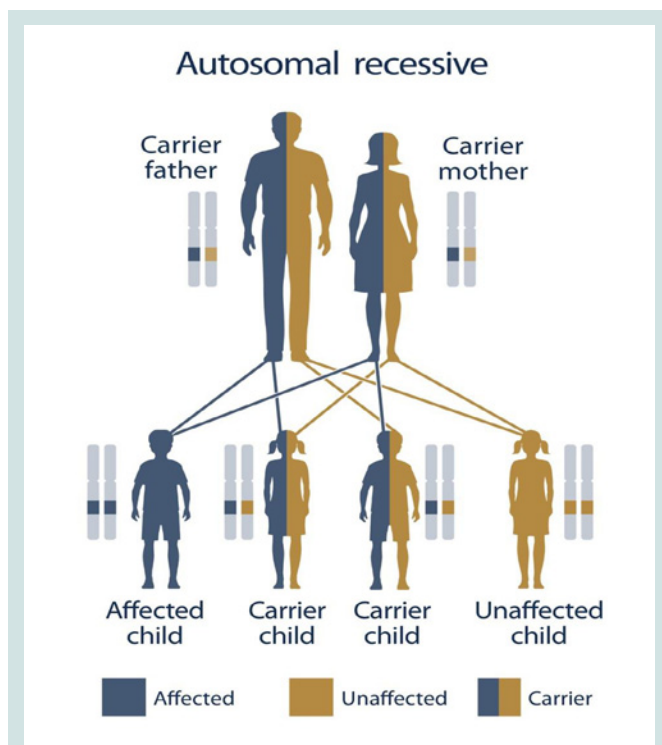 Autosomal recessive
Carrier
father
Carrier
mother
Affected
child
Carrier
child
Carrier
child
Unaffected
child
Affected
Unaffected
Carrier